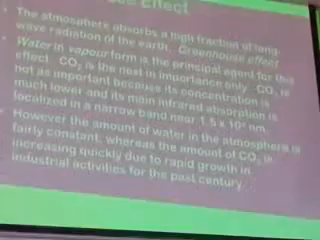 Effect
The atmosphere absorbs a high fraction of long-
wave radiation of the earth. Greenhouse effect
Water in vapour form is the principal agent for this
effect. CO₂ is the next in importance only. CO₂ is
not as important because its concentration is
much lower and its main infrared absorption is
localized in a narrow band near 1.5 x 10⁴ nm.
However the amount of water in the atmosphere is
fairly constant, whereas the amount of CO₂ is
increasing quickly due to rapid growth in
industrial activities for the past century.